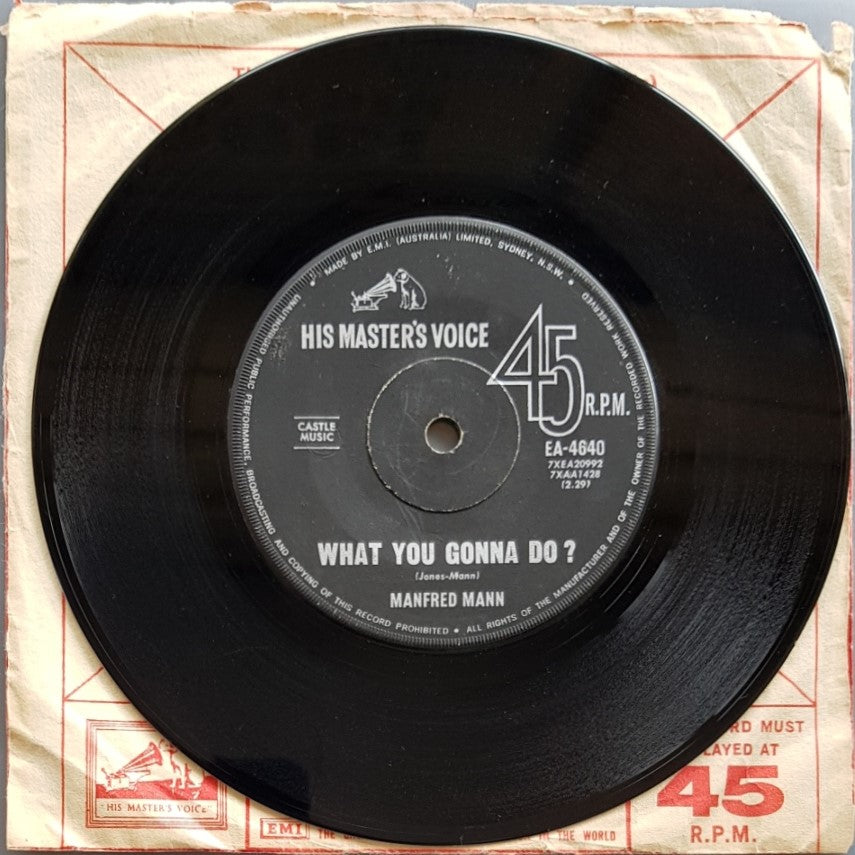 MADE BY E.M.I. (AUSTRALIA) LIMITED, SYDNEY, N.S.W.
UNAUTHORISED PUBLIC PERFORMANCE, BROADCASTING AND COPYING OF THIS RECORD PROHIBITED • ALL RIGHTS OF THE MANUFACTURER AND OF THE OWNER OF THE RECORDED WORK RESERVED
HIS MASTER'S VOICE
45 R.P.M.
CASTLE
MUSIC
EA-4640
7XEA20992
7XAA1428
(2.29)
WHAT YOU GONNA DO ?
(Jones-Mann)
MANFRED MANN
MUST
AT
"HIS MASTER'S VOICE"
45
R.P.M.
EMI THE
IN THE WORLD